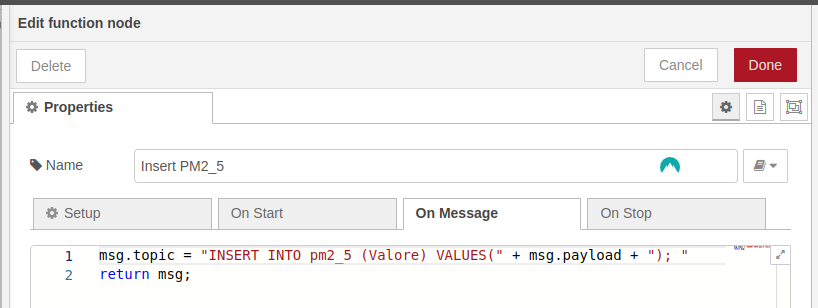 Edit function node
Delete
Cancel
Done
Properties
Name
Insert PM2_5
Setup
On Start
On Message
On Stop
1 msg.topic = "INSERT INTO pm2_5 (Valore) VALUES(" + msg.payload + "); "
2 return msg;